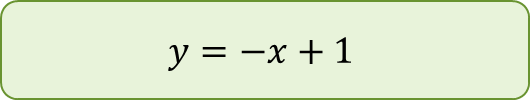 y = −x + 1